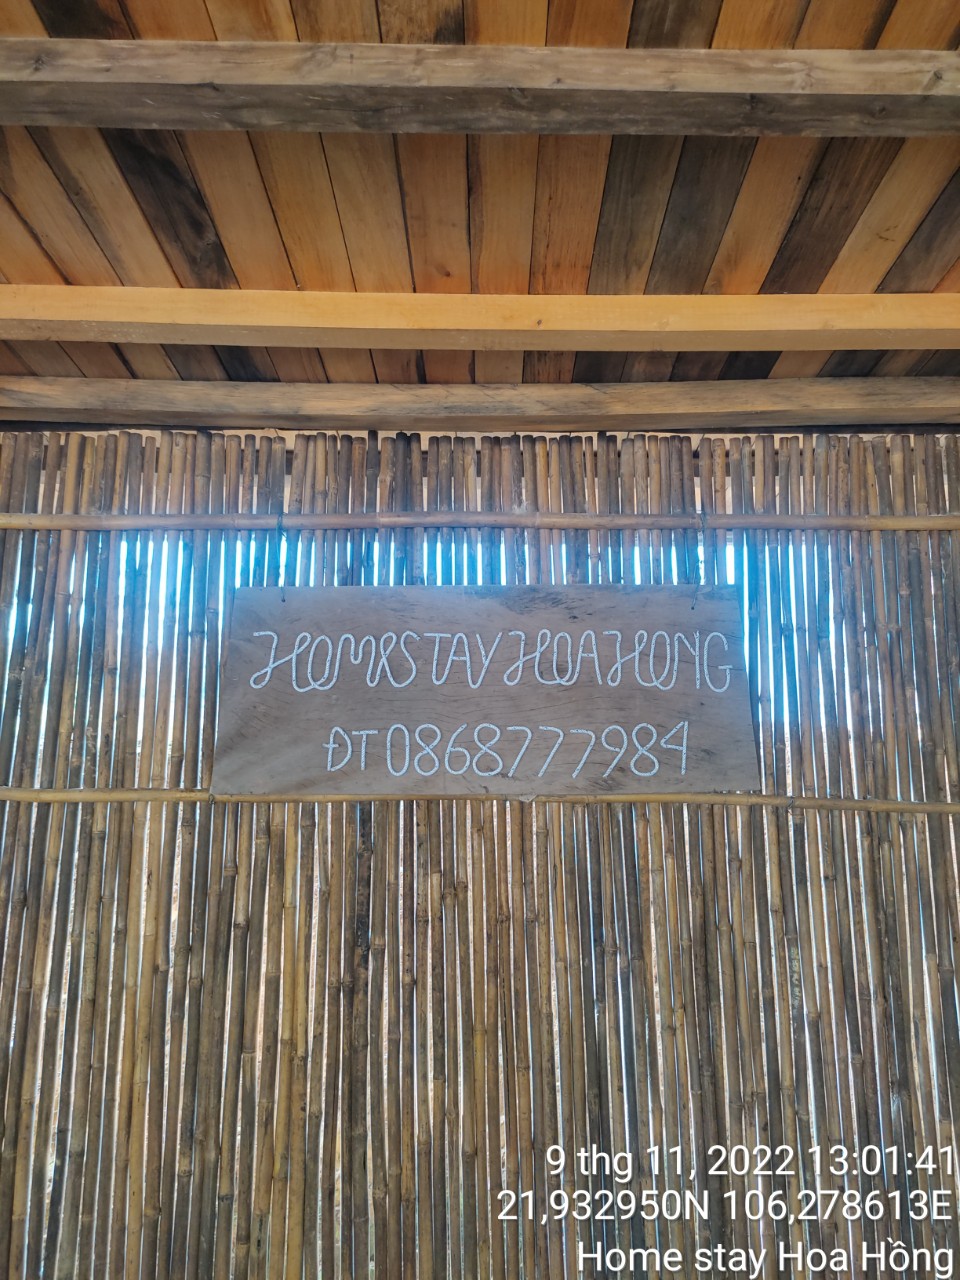 HOMESTAY HOA HONG
ĐT 0868777984
9 thg 11, 2022 13:01:41
21,932950N 106,278613E
Home stay Hoa Hồng